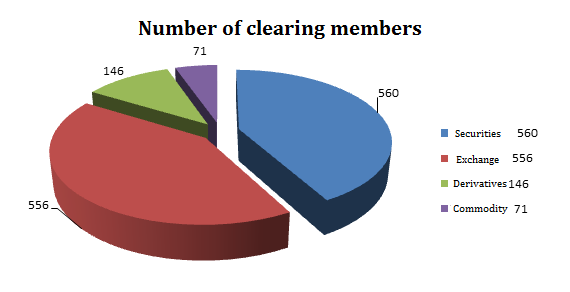 Number of clearing members
71
146
560
556
Securities 560
Exchange 556
Derivatives 146
Commodity 71